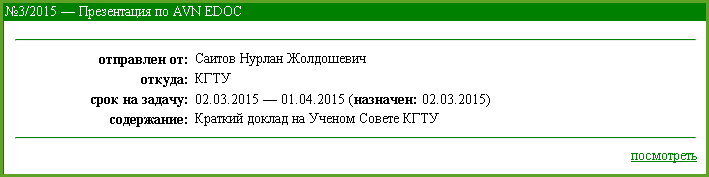 №3/2015 — Презентация по AVN EDOC
отправлен от: Саитов Нурлан Жолдошевич
откуда: КГТУ
срок на задачу: 02.03.2015 — 01.04.2015 (назначен: 02.03.2015)
содержание: Краткий доклад на Ученом Совете КГТУ
посмотреть